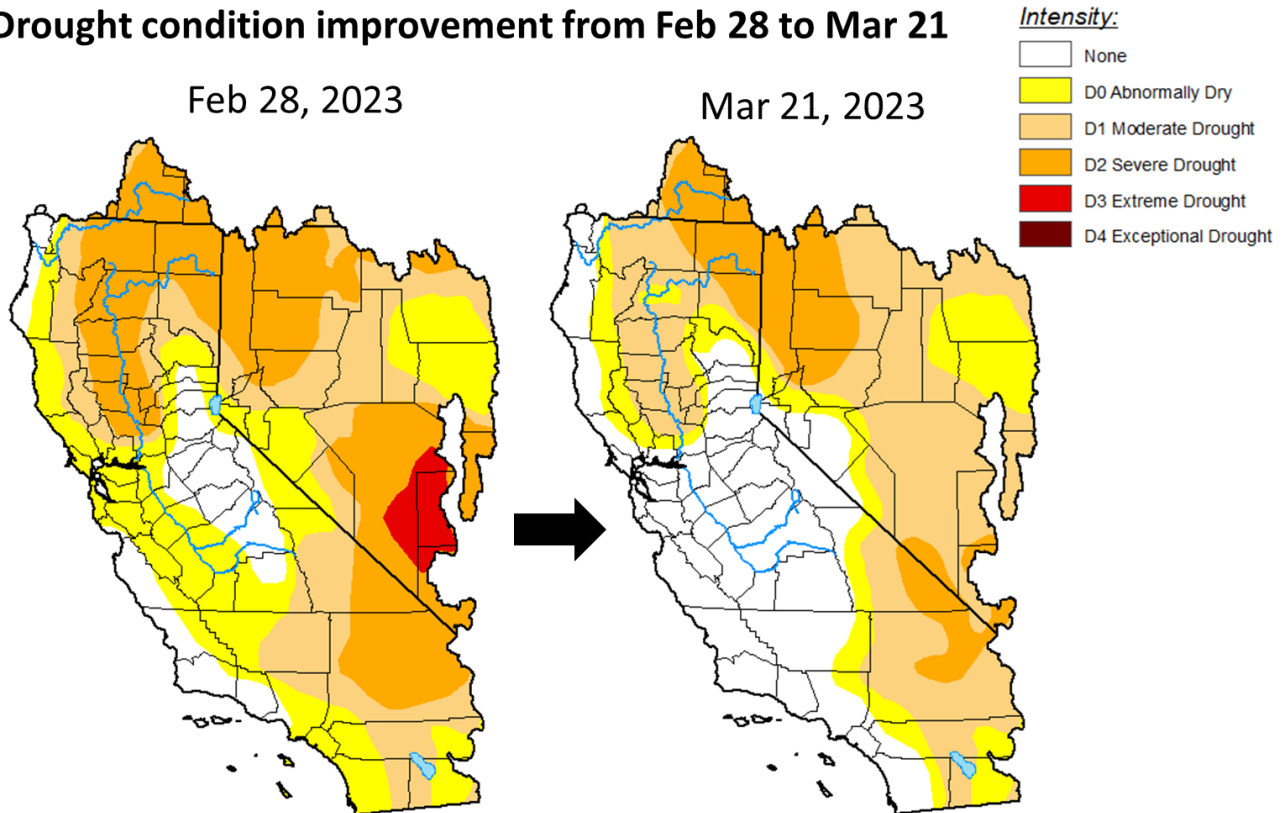 Drought condition improvement from Feb 28 to Mar 21
Intensity:
None
D0 Abnormally Dry
D1 Moderate Drought
D2 Severe Drought
D3 Extreme Drought
D4 Exceptional Drought
Feb 28, 2023
Mar 21, 2023